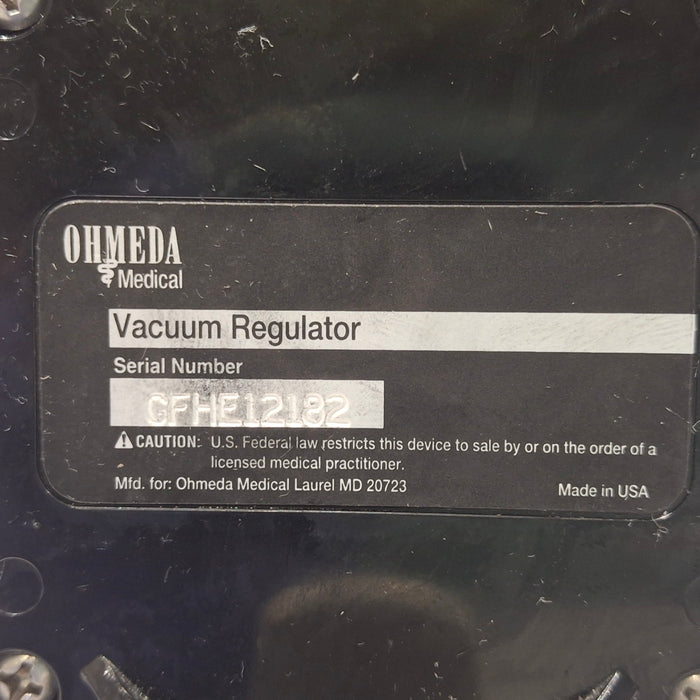 OHMEDA
Medical
Vacuum Regulator
Serial Number
GFHE12182
CAUTION: U.S. Federal law restricts this device to sale by or on the order of a
licensed medical practitioner.
Mfd. for: Ohmeda Medical Laurel MD 20723
Made in USA